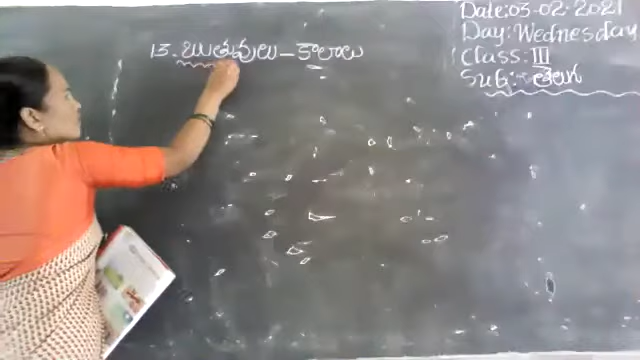 13. ఋతువులు – కాలాలు
Date: 03-02-2021
Day: Wednesday
Class: III
Sub: తెలుగు